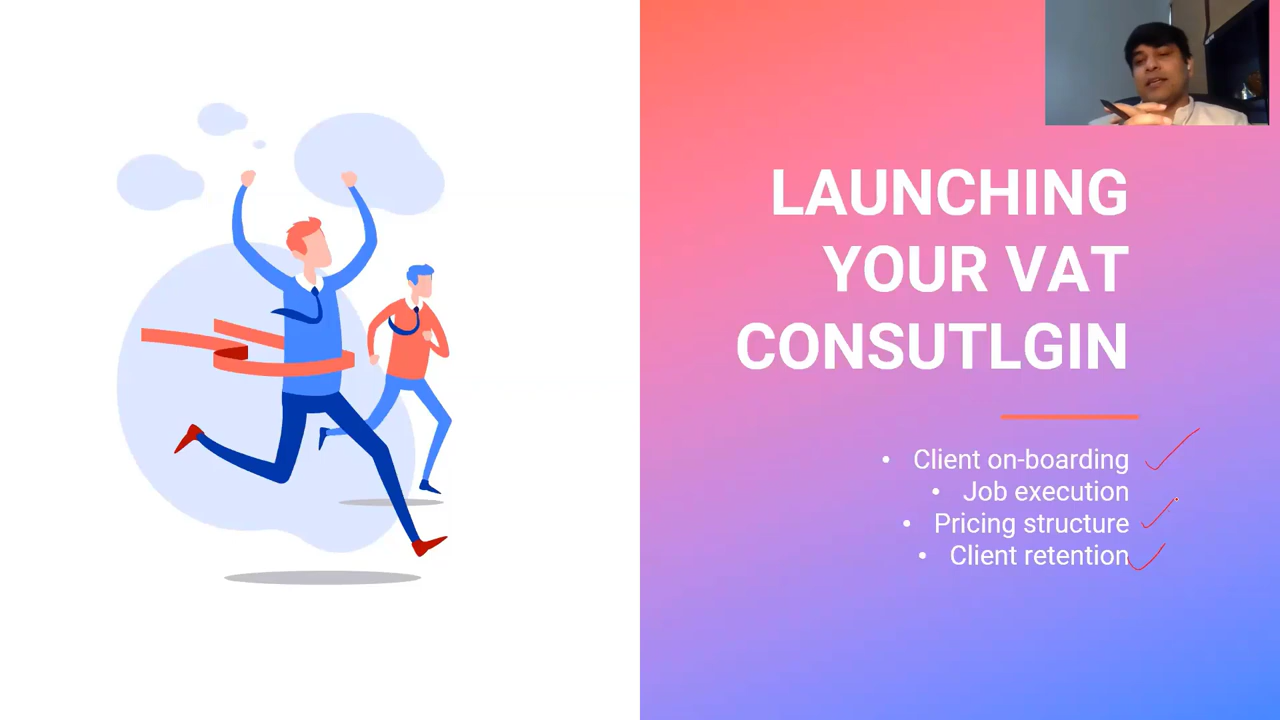 LAUNCHING
YOUR VAT
CONSUTLGIN
• Client on-boarding
• Job execution
• Pricing structure
• Client retention